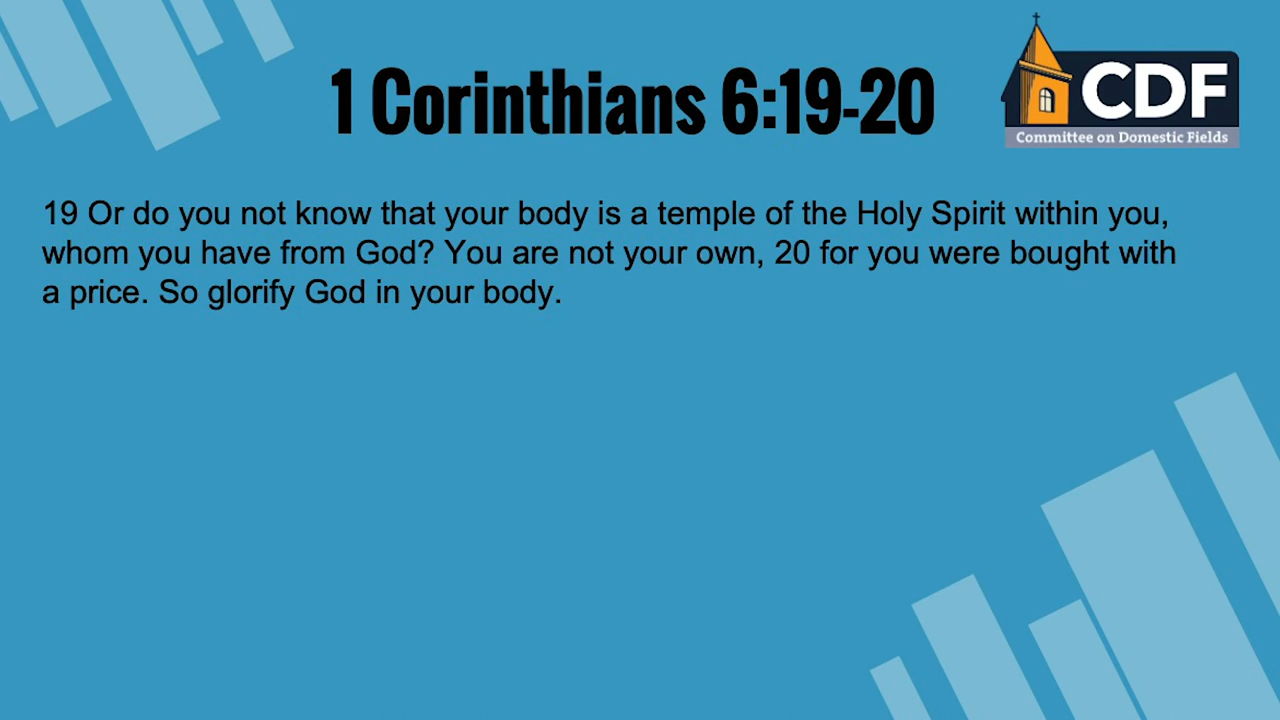 1 Corinthians 6:19-20
CDF
Committee on Domestic Fields
19 Or do you not know that your body is a temple of the Holy Spirit within you,
whom you have from God? You are not your own, 20 for you were bought with
a price. So glorify God in your body.